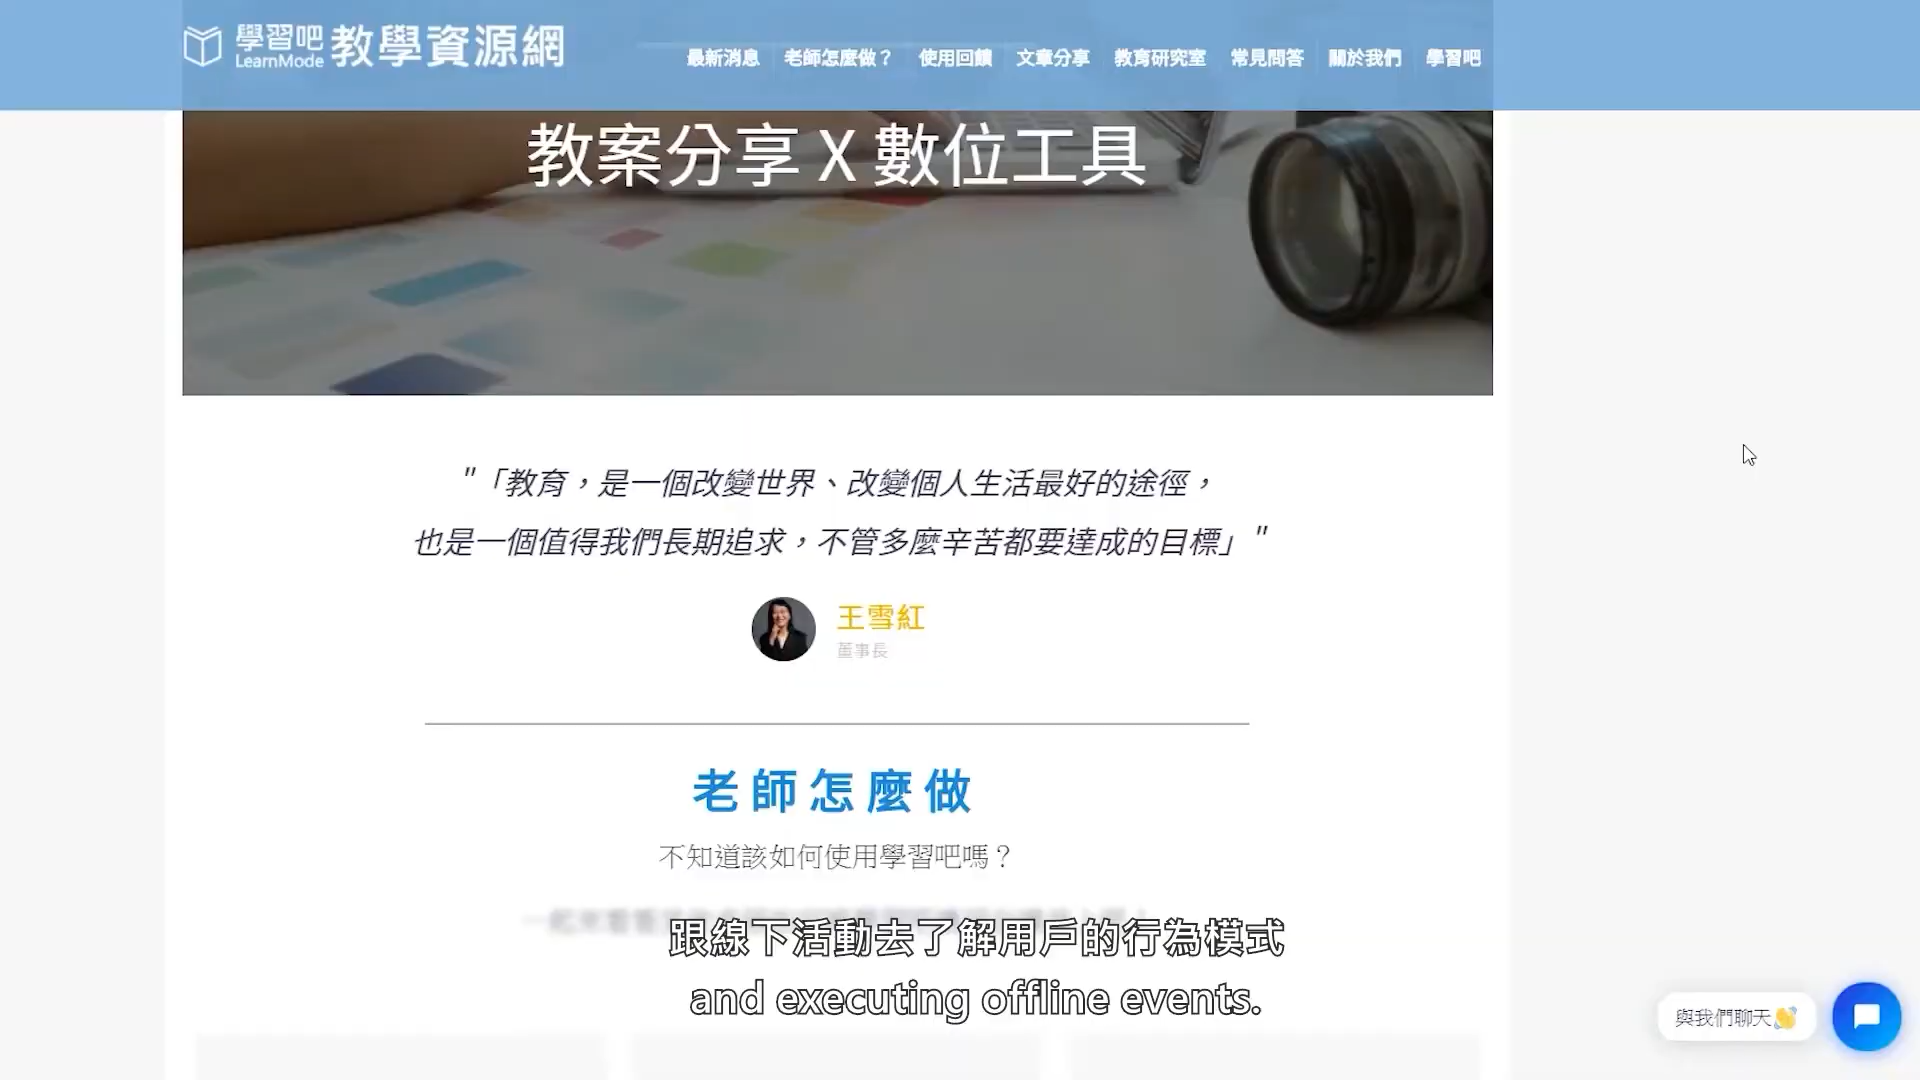 學習吧
LearnMode
教學資源網
最新消息
老師怎麼做？
使用回饋
文章分享
教育研究室
常見問答
關於我們
學習吧
教案分享 X 數位工具
"「教育，是一個改變世界、改變個人生活最好的途徑，
也是一個值得我們長期追求，不管多麼辛苦都要達成的目標」"
王雪紅
董事長
老師怎麼做
不知道該如何使用學習吧嗎？
跟線下活動去了解用戶的行為模式
and executing offline events.
與我們聊天👋